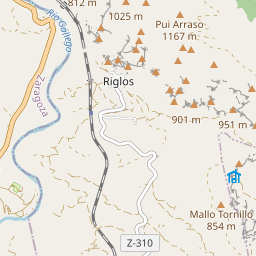 812 m
1025 m
Pui Arraso
1167 m
Río Gállego
Zaragoza
Riglos
901 m
951 m
Mallo Tornillo
854 m
Z-310